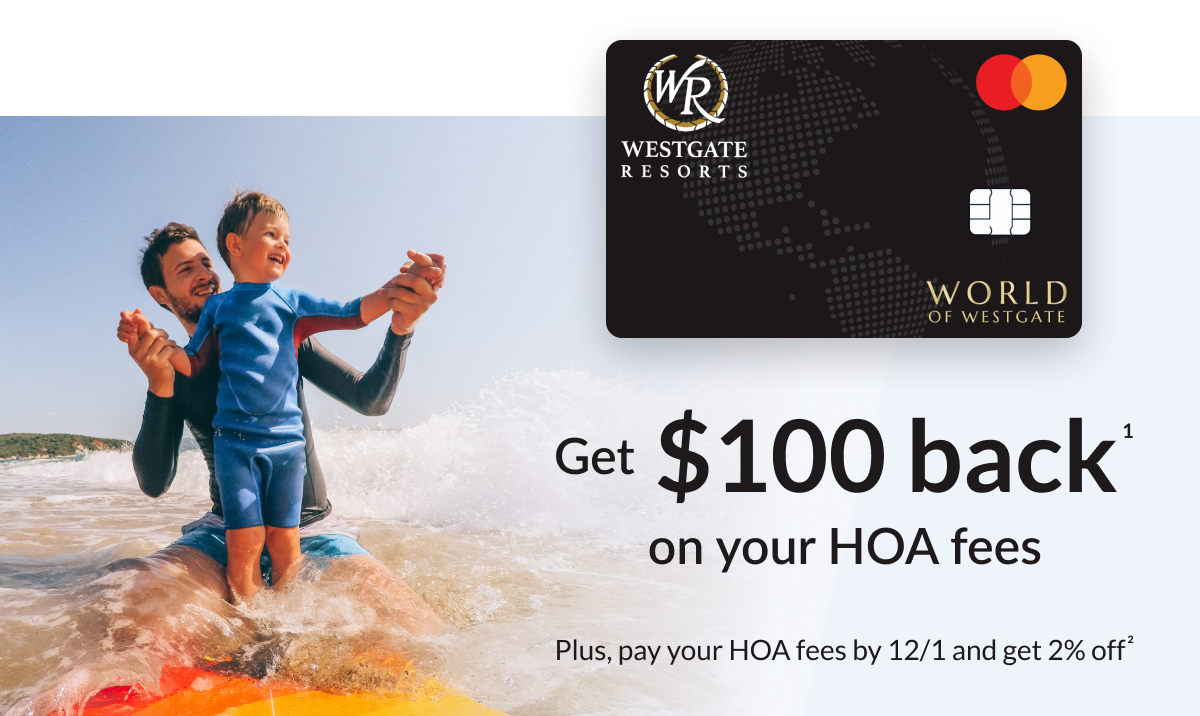 WR
WESTGATE
RESORTS
WORLD
OF WESTGATE
Get $100 back¹
on your HOA fees
Plus, pay your HOA fees by 12/1 and get 2% off²